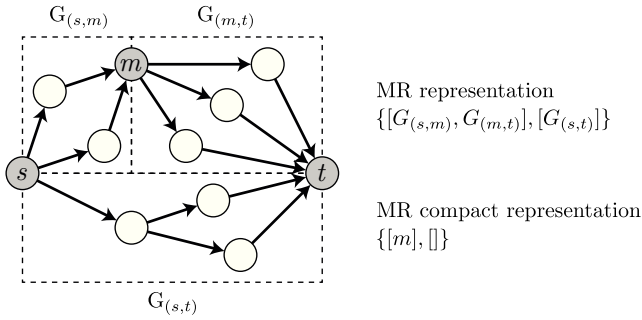 G(s,m)
G(m,t)
m
s
t
G(s,t)
MR representation
{[G(s,m), G(m,t)], [G(s,t)]}
MR compact representation
{[m], []}